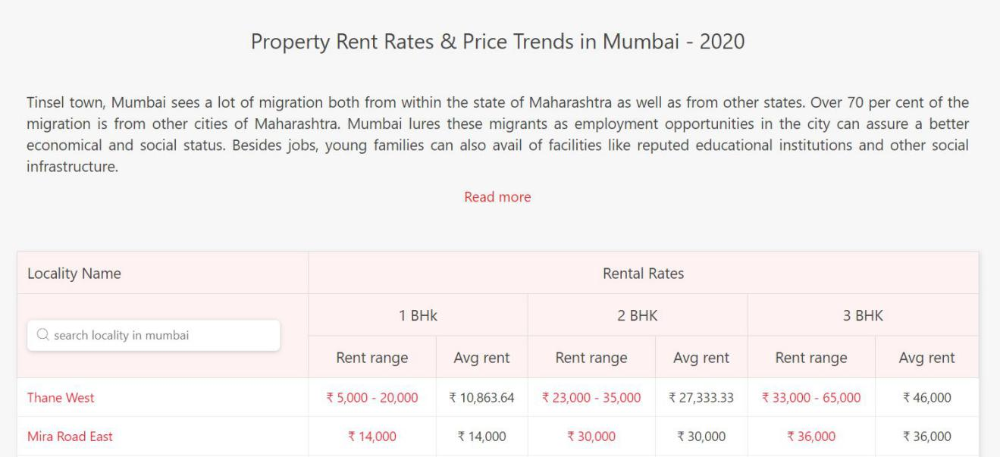 Property Rent Rates & Price Trends in Mumbai - 2020
Tinsel town, Mumbai sees a lot of migration both from within the state of Maharashtra as well as from other states. Over 70 per cent of the
migration is from other cities of Maharashtra. Mumbai lures these migrants as employment opportunities in the city can assure a better
economical and social status. Besides jobs, young families can also avail of facilities like reputed educational institutions and other social
infrastructure.
Read more
Locality Name Rental Rates
1 BHk 2 BHK 3 BHK
search locality in mumbai
Rent range Avg rent Rent range Avg rent Rent range Avg rent
Thane West ₹ 5,000 - 20,000 ₹ 10,863.64 ₹ 23,000 - 35,000 ₹ 27,333.33 ₹ 33,000 - 65,000 ₹ 46,000
Mira Road East ₹ 14,000 ₹ 14,000 ₹ 30,000 ₹ 30,000 ₹ 36,000 ₹ 36,000